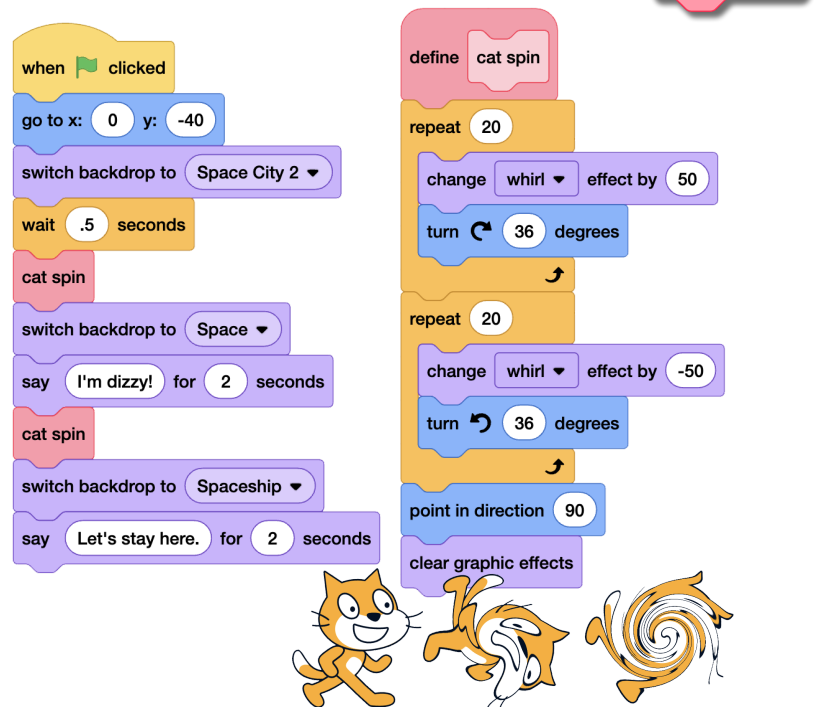 when clicked
go to x: 0 y: -40
switch backdrop to Space City 2
wait .5 seconds
cat spin
switch backdrop to Space
say I'm dizzy! for 2 seconds
cat spin
switch backdrop to Spaceship
say Let's stay here. for 2 seconds
define cat spin
repeat 20
change whirl effect by 50
turn 36 degrees
repeat 20
change whirl effect by -50
turn 36 degrees
point in direction 90
clear graphic effects